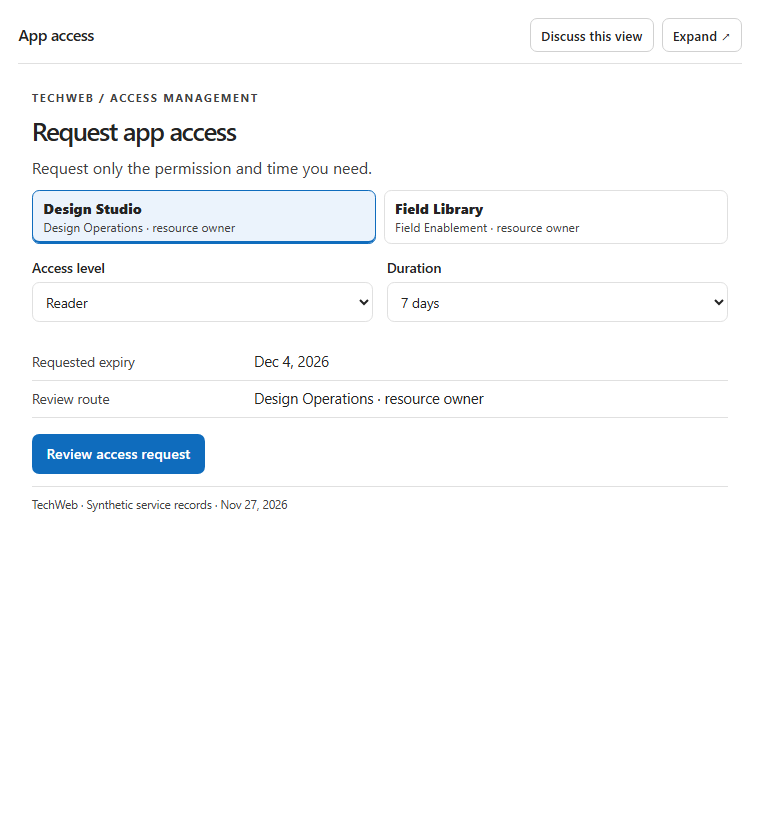 App access
Discuss this view
Expand ↗
TECHWEB / ACCESS MANAGEMENT
Request app access
Request only the permission and time you need.
Design Studio
Design Operations · resource owner
Field Library
Field Enablement · resource owner
Access level
Duration
Reader
7 days
Requested expiry
Dec 4, 2026
Review route
Design Operations · resource owner
Review access request
TechWeb · Synthetic service records · Nov 27, 2026